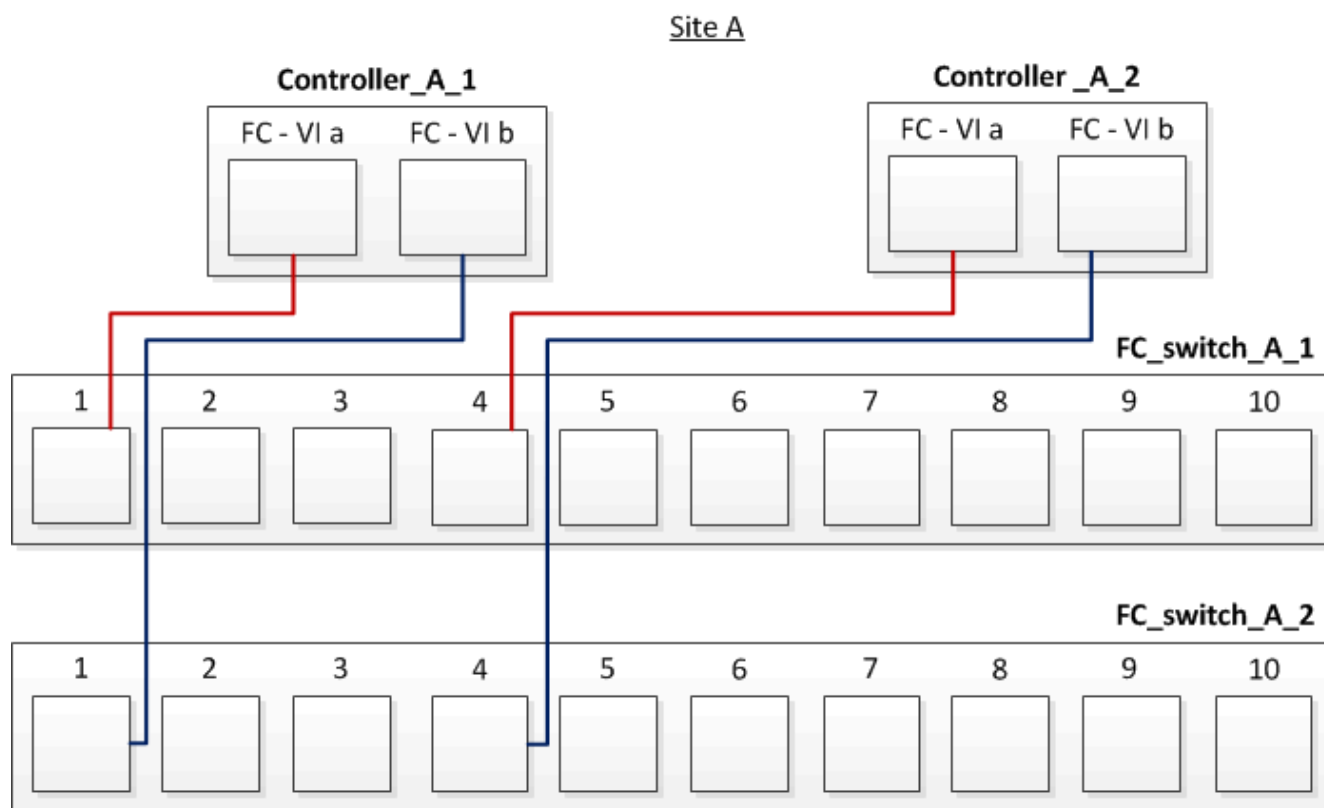 Site A
Controller_A_1
Controller _A_2
FC - VI a FC - VI b
FC - VI a FC - VI b
FC_switch_A_1
1 2 3 4 5 6 7 8 9 10
FC_switch_A_2
1 2 3 4 5 6 7 8 9 10